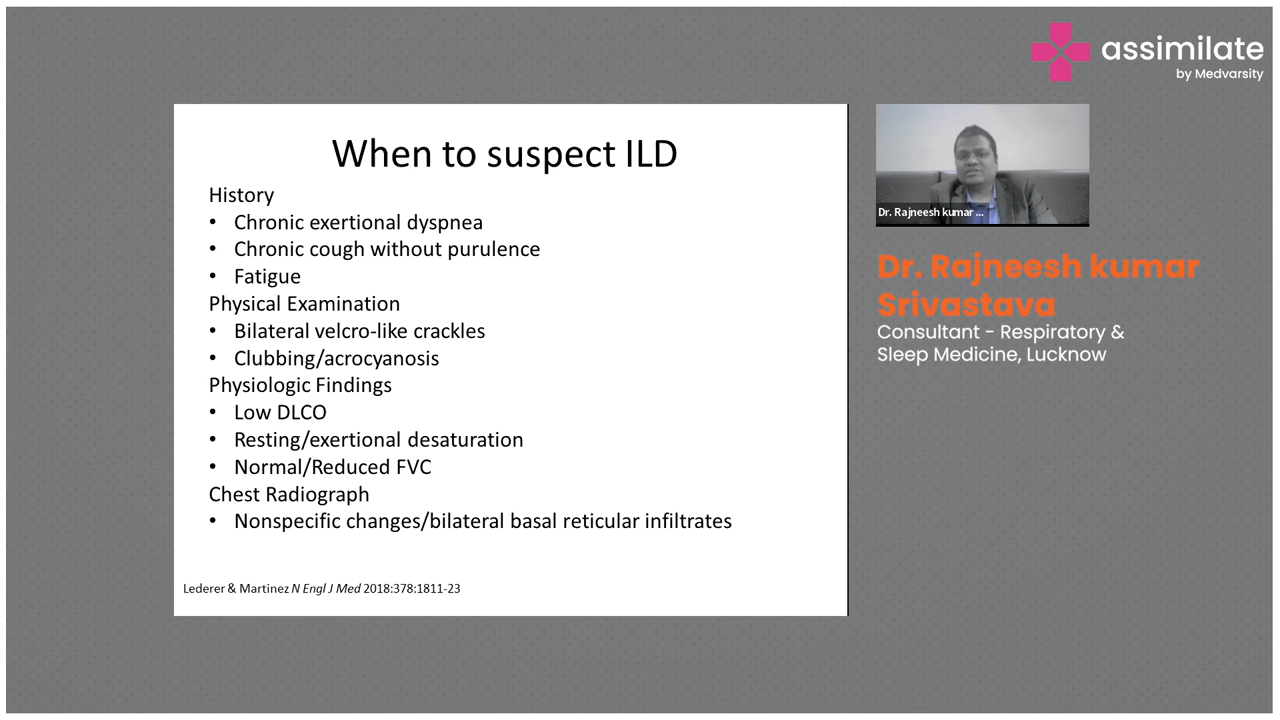 assimilate
by Medvarsity
When to suspect ILD
History
• Chronic exertional dyspnea
• Chronic cough without purulence
• Fatigue
Physical Examination
• Bilateral velcro-like crackles
• Clubbing/acrocyanosis
Physiologic Findings
• Low DLCO
• Resting/exertional desaturation
• Normal/Reduced FVC
Chest Radiograph
• Nonspecific changes/bilateral basal reticular infiltrates
Lederer & Martinez N Engl J Med 2018:378:1811-23
Dr. Rajneesh kumar ...
Dr. Rajneesh kumar
Srivastava
Consultant - Respiratory &
Sleep Medicine, Lucknow